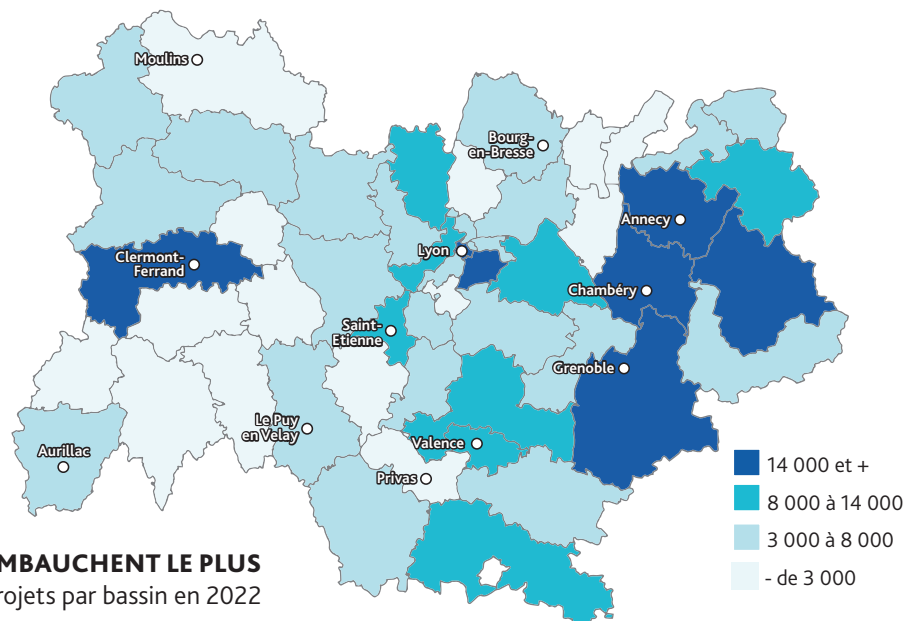 Moulins
Bourg-
en-Bresse
Annecy
Lyon
Clermont-
Ferrand
Chambéry
Saint-
Etienne
Grenoble
Le Puy
en Velay
Valence
Aurillac
Privas
14 000 et +
8 000 à 14 000
3 000 à 8 000
- de 3 000
MBAUCHENT LE PLUS
rojets par bassin en 2022